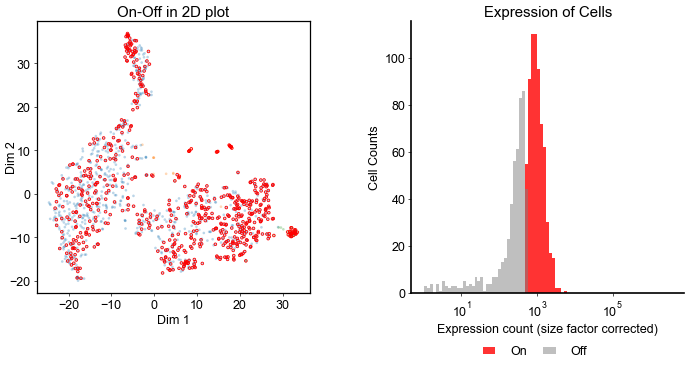 On-Off in 2D plot
Dim 2
30
20
10
0
−10
−20
−20 −10 0 10 20 30
Dim 1
Expression of Cells
Cell Counts
100
80
60
40
20
0
10^1 10^3 10^5
Expression count (size factor corrected)
On Off